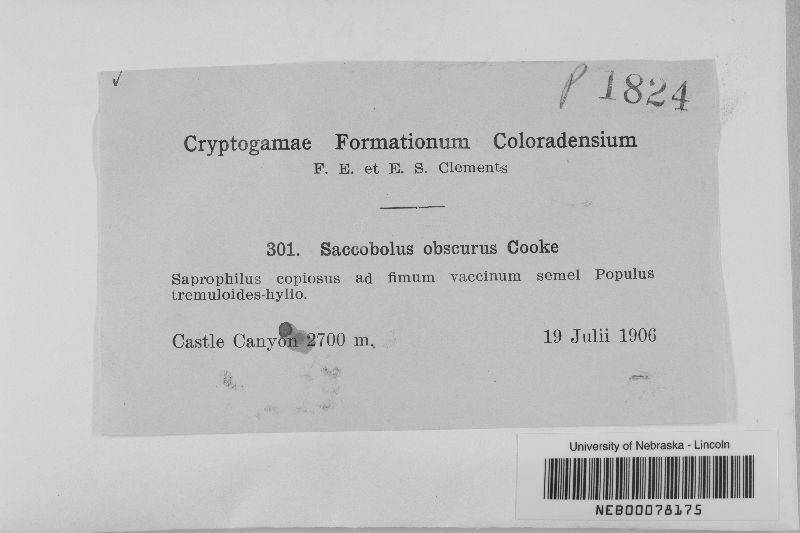 ✓
P 1824
Cryptogamae Formationum Coloradensium
F. E. et E. S. Clements
301. Saccobolus obscurus Cooke
Saprophilus copiosus ad fimum vaccinum semel Populus
tremuloides-hylio.
Castle Canyon 2700 m. 19 Julii 1906
University of Nebraska - Lincoln
NEB00078175